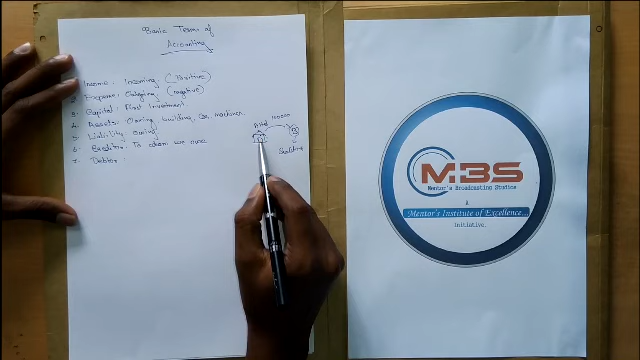 Basic Terms of
Accounting
1. Income : Incoming (Positive)
2. Expense : Outgoing (negative)
3. Capital : First Investment
4. Assets : Owning building, car, machines
5. Liability : owing
6. Creditor : To whom we owe
7. Debtor :
10000
MBS
Mentor's Broadcasting Studios
A
Mentor's Institute of Excellence...
Initiative.